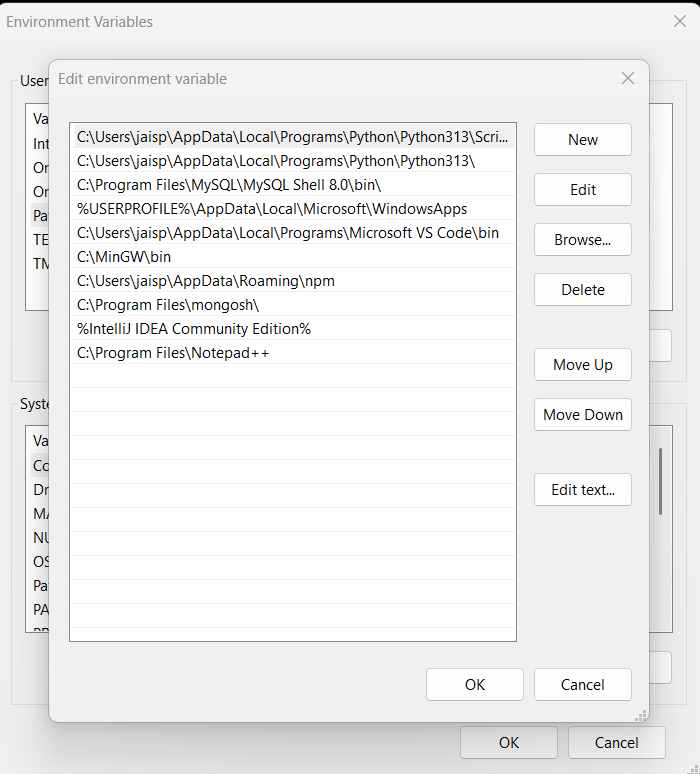 Environment Variables
Edit environment variable
User
Va
Int
On
On
Pa
TE
TM
C:\Users\jaisp\AppData\Local\Programs\Python\Python313\Scri...
C:\Users\jaisp\AppData\Local\Programs\Python\Python313\
C:\Program Files\MySQL\MySQL Shell 8.0\bin\
%USERPROFILE%\AppData\Local\Microsoft\WindowsApps
C:\Users\jaisp\AppData\Local\Programs\Microsoft VS Code\bin
C:\MinGW\bin
C:\Users\jaisp\AppData\Roaming\npm
C:\Program Files\mongosh\
%IntelliJ IDEA Community Edition%
C:\Program Files\Notepad++
New
Edit
Browse...
Delete
Move Up
Move Down
Edit text...
Syste
Va
Co
Dr
MA
NU
OS
Pa
PA
OK
Cancel
OK
Cancel